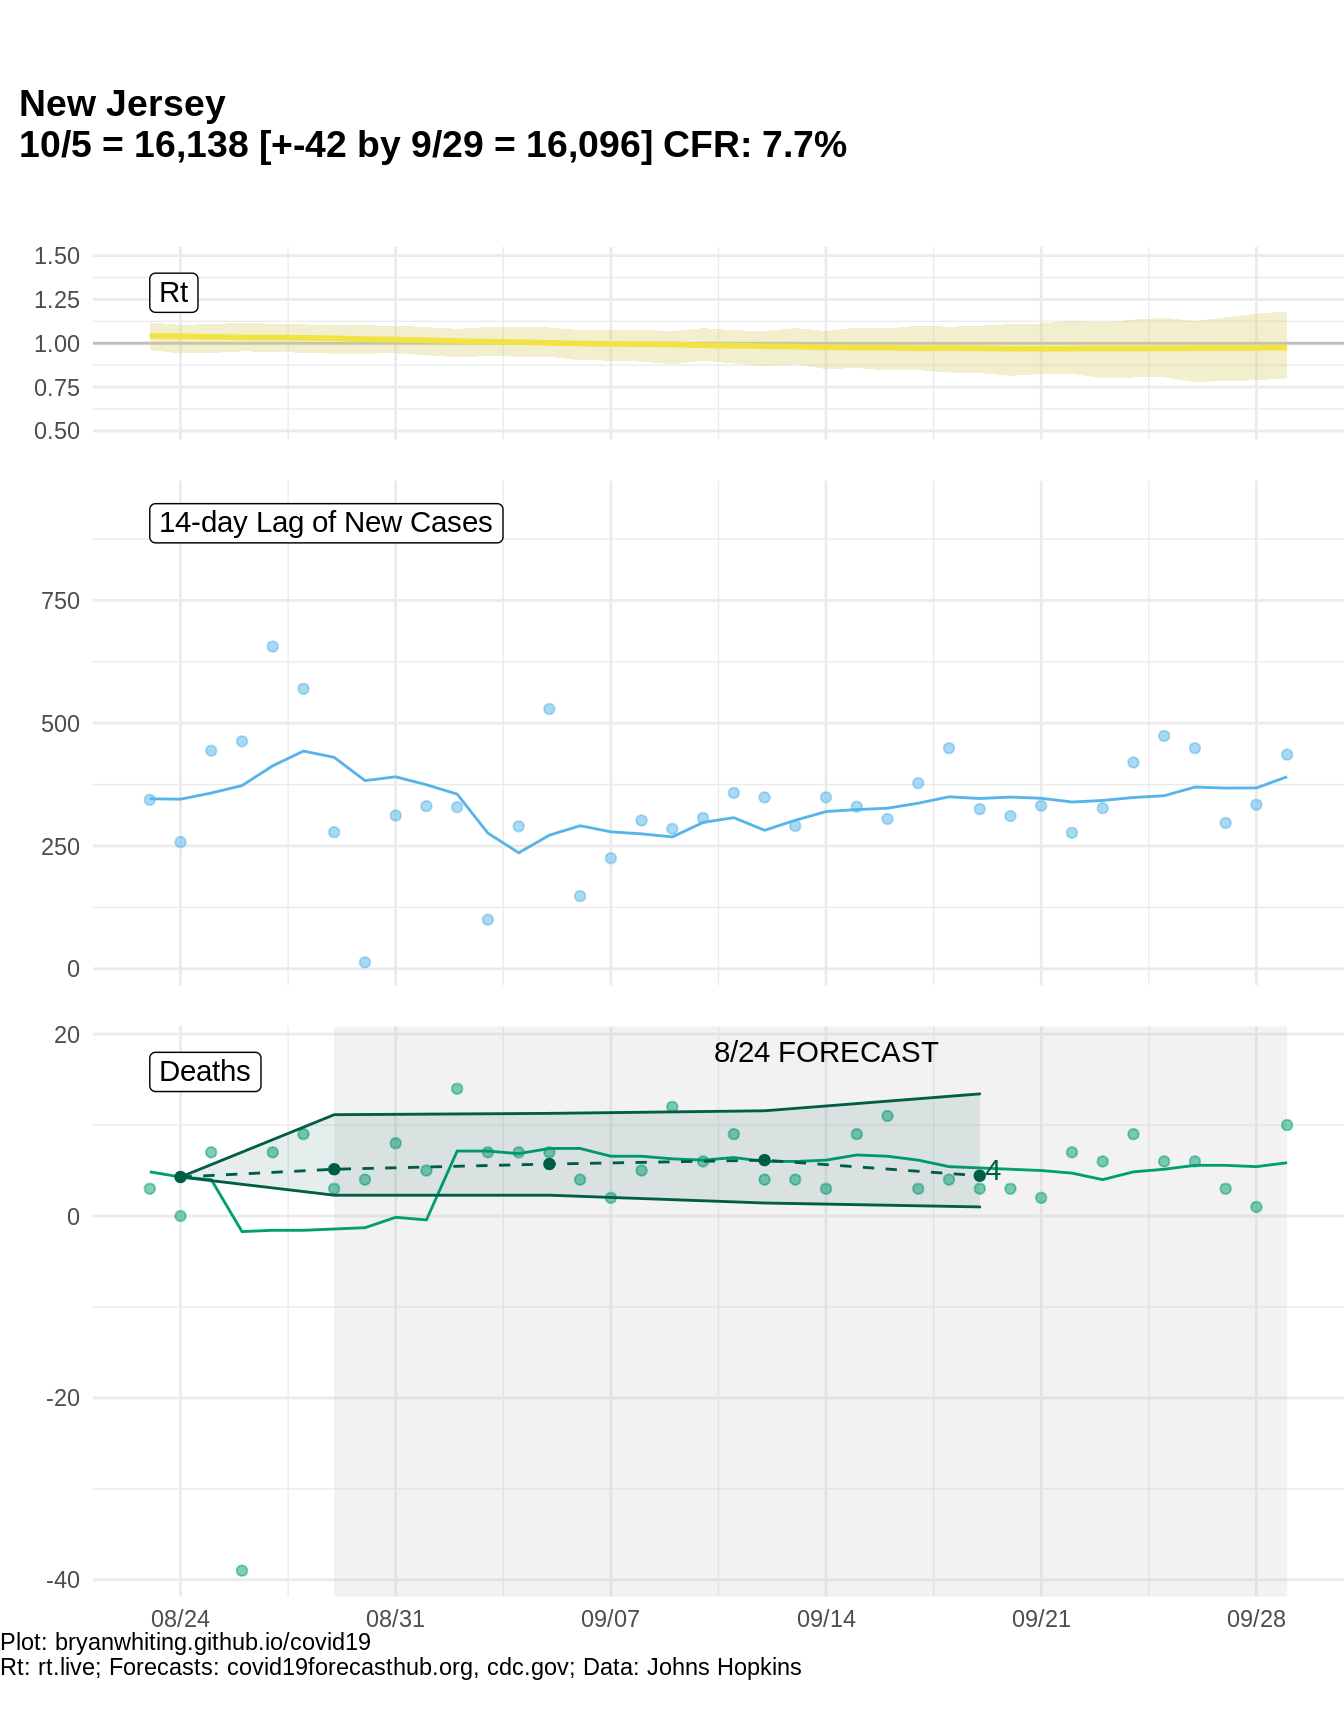 New Jersey
10/5 = 16,138 [+-42 by 9/29 = 16,096] CFR: 7.7%
1.50
Rt
1.25
1.00
0.75
0.50
14-day Lag of New Cases
750
500
250
0
20
8/24 FORECAST
Deaths
4
0
-20
-40
08/24 08/31 09/07 09/14 09/21 09/28
Plot: bryanwhiting.github.io/covid19
Rt: rt.live; Forecasts: covid19forecasthub.org, cdc.gov; Data: Johns Hopkins